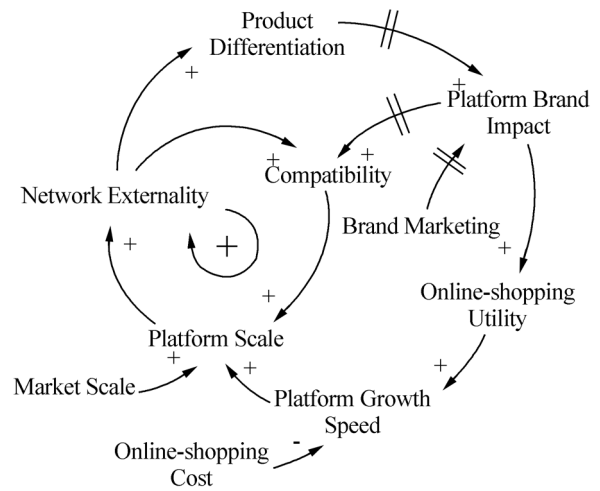 Product
Differentiation
+
+
Platform Brand
Impact
+
+
Compatibility
Network Externality
Brand Marketing
+
+
+
+
Online-shopping
Utility
Platform Scale
+
+
+
Market Scale
Platform Growth
Speed
-
Online-shopping
Cost